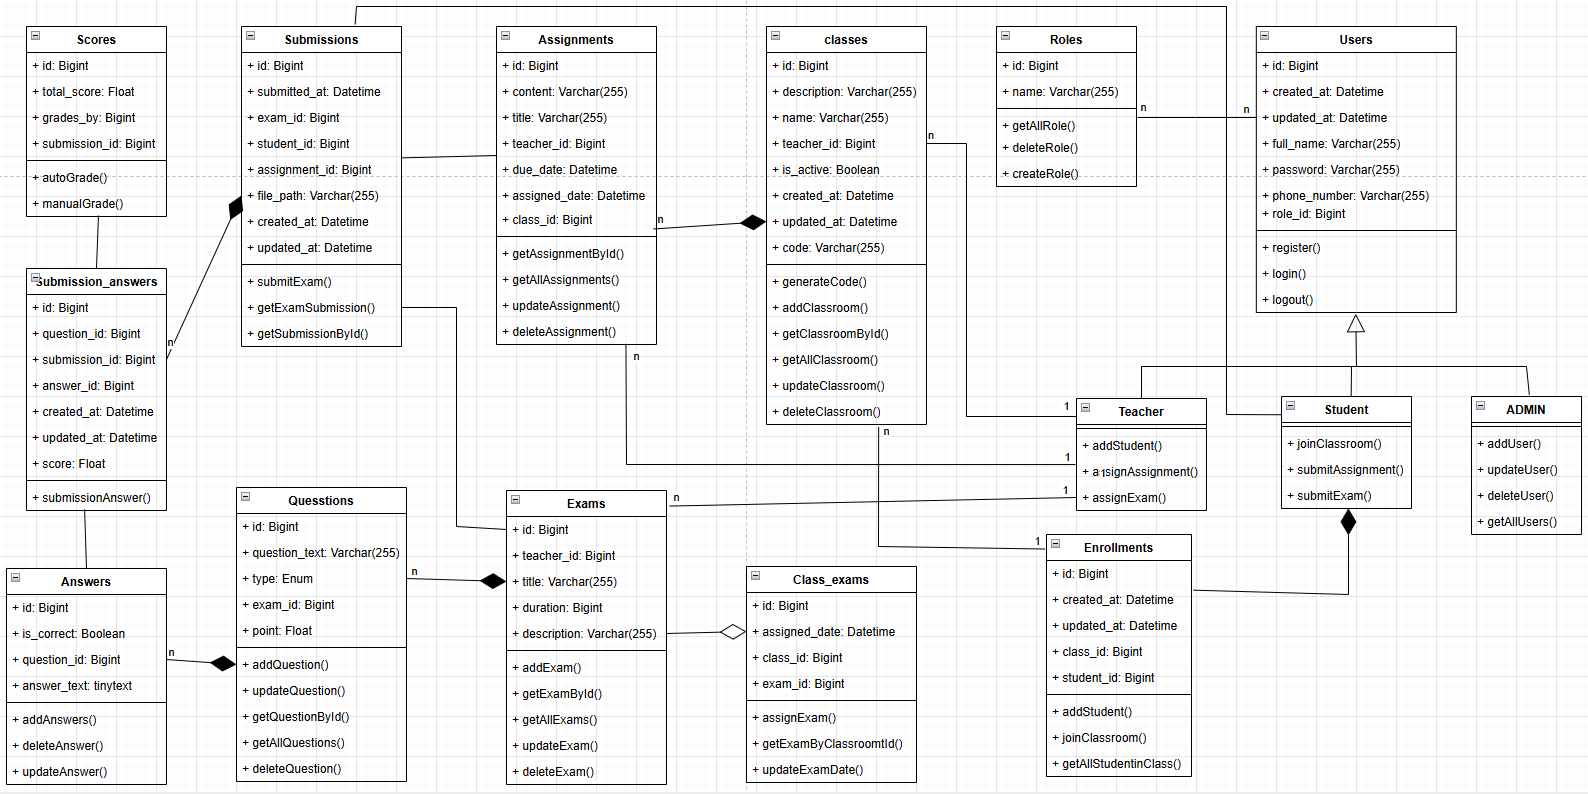 Scores
+ id: Bigint
+ total_score: Float
+ grades_by: Bigint
+ submission_id: Bigint
+ autoGrade()
+ manualGrade()
Submissions
+ id: Bigint
+ submitted_at: Datetime
+ exam_id: Bigint
+ student_id: Bigint
+ assignment_id: Bigint
+ file_path: Varchar(255)
+ created_at: Datetime
+ updated_at: Datetime
+ submitExam()
+ getExamSubmission()
+ getSubmissionById()
Assignments
+ id: Bigint
+ content: Varchar(255)
+ title: Varchar(255)
+ teacher_id: Bigint
+ due_date: Datetime
+ assigned_date: Datetime
+ class_id: Bigint
+ getAssignmentById()
+ getAllAssignments()
+ updateAssignment()
+ deleteAssignment()
n
n
classes
+ id: Bigint
+ description: Varchar(255)
+ name: Varchar(255)
+ teacher_id: Bigint
+ is_active: Boolean
+ created_at: Datetime
+ updated_at: Datetime
+ code: Varchar(255)
+ generateCode()
+ addClassroom()
+ getClassroomById()
+ getAllClassroom()
+ updateClassroom()
+ deleteClassroom()
n
n
Roles
+ id: Bigint
+ name: Varchar(255)
+ getAllRole()
+ deleteRole()
+ createRole()
n
n
Users
+ id: Bigint
+ created_at: Datetime
+ updated_at: Datetime
+ full_name: Varchar(255)
+ password: Varchar(255)
+ phone_number: Varchar(255)
+ role_id: Bigint
+ register()
+ login()
+ logout()
Submission_answers
+ id: Bigint
+ question_id: Bigint
+ submission_id: Bigint
+ answer_id: Bigint
+ created_at: Datetime
+ updated_at: Datetime
+ score: Float
+ submissionAnswer()
n
1
1
1
Teacher
+ addStudent()
+ assignAssignment()
+ assignExam()
Student
+ joinClassroom()
+ submitAssignment()
+ submitExam()
ADMIN
+ addUser()
+ updateUser()
+ deleteUser()
+ getAllUsers()
Answers
+ id: Bigint
+ is_correct: Boolean
+ question_id: Bigint
+ answer_text: tinytext
+ addAnswers()
+ deleteAnswer()
+ updateAnswer()
n
Quesstions
+ id: Bigint
+ question_text: Varchar(255)
+ type: Enum
+ exam_id: Bigint
+ point: Float
+ addQuestion()
+ updateQuestion()
+ getQuestionById()
+ getAllQuestions()
+ deleteQuestion()
n
Exams
+ id: Bigint
+ teacher_id: Bigint
+ title: Varchar(255)
+ duration: Bigint
+ description: Varchar(255)
+ addExam()
+ getExamById()
+ getAllExams()
+ updateExam()
+ deleteExam()
n
Class_exams
+ id: Bigint
+ assigned_date: Datetime
+ class_id: Bigint
+ exam_id: Bigint
+ assignExam()
+ getExamByClassroomtId()
+ updateExamDate()
1
Enrollments
+ id: Bigint
+ created_at: Datetime
+ updated_at: Datetime
+ class_id: Bigint
+ student_id: Bigint
+ addStudent()
+ joinClassroom()
+ getAllStudentinClass()